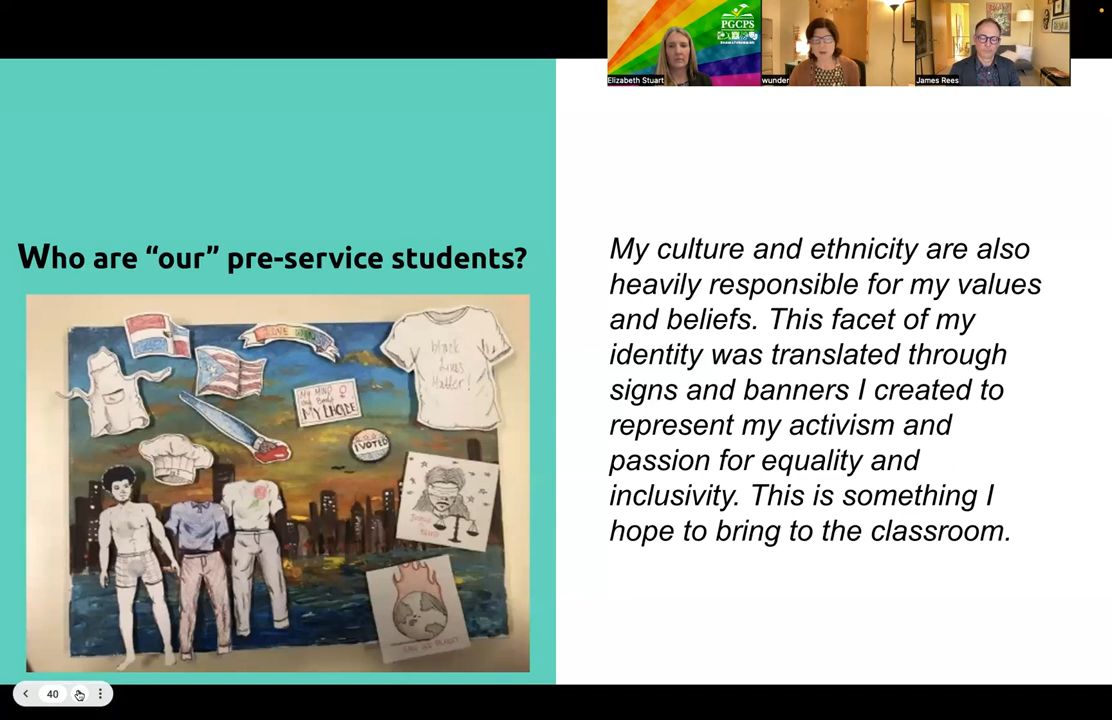 PGCPS
Elizabeth Stuart
wunder
James Rees
Who are “our” pre-service students?
LOVE
black
Lives
Matter!
MY MIND
MY CHOICE
I VOTED
My culture and ethnicity are also
heavily responsible for my values
and beliefs. This facet of my
identity was translated through
signs and banners I created to
represent my activism and
passion for equality and
inclusivity. This is something I
hope to bring to the classroom.
40